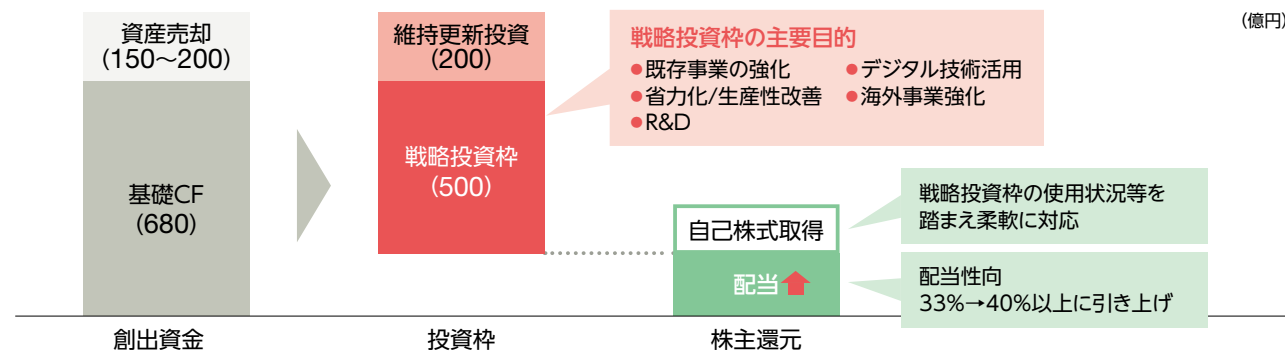 (億円)
資産売却
(150～200)
基礎CF
(680)
創出資金
維持更新投資
(200)
戦略投資枠
(500)
投資枠
戦略投資枠の主要目的
●既存事業の強化
●デジタル技術活用
●省力化/生産性改善
●海外事業強化
●R&D
自己株式取得
配当
株主還元
戦略投資枠の使用状況等を
踏まえ柔軟に対応
配当性向
33%→40%以上に引き上げ